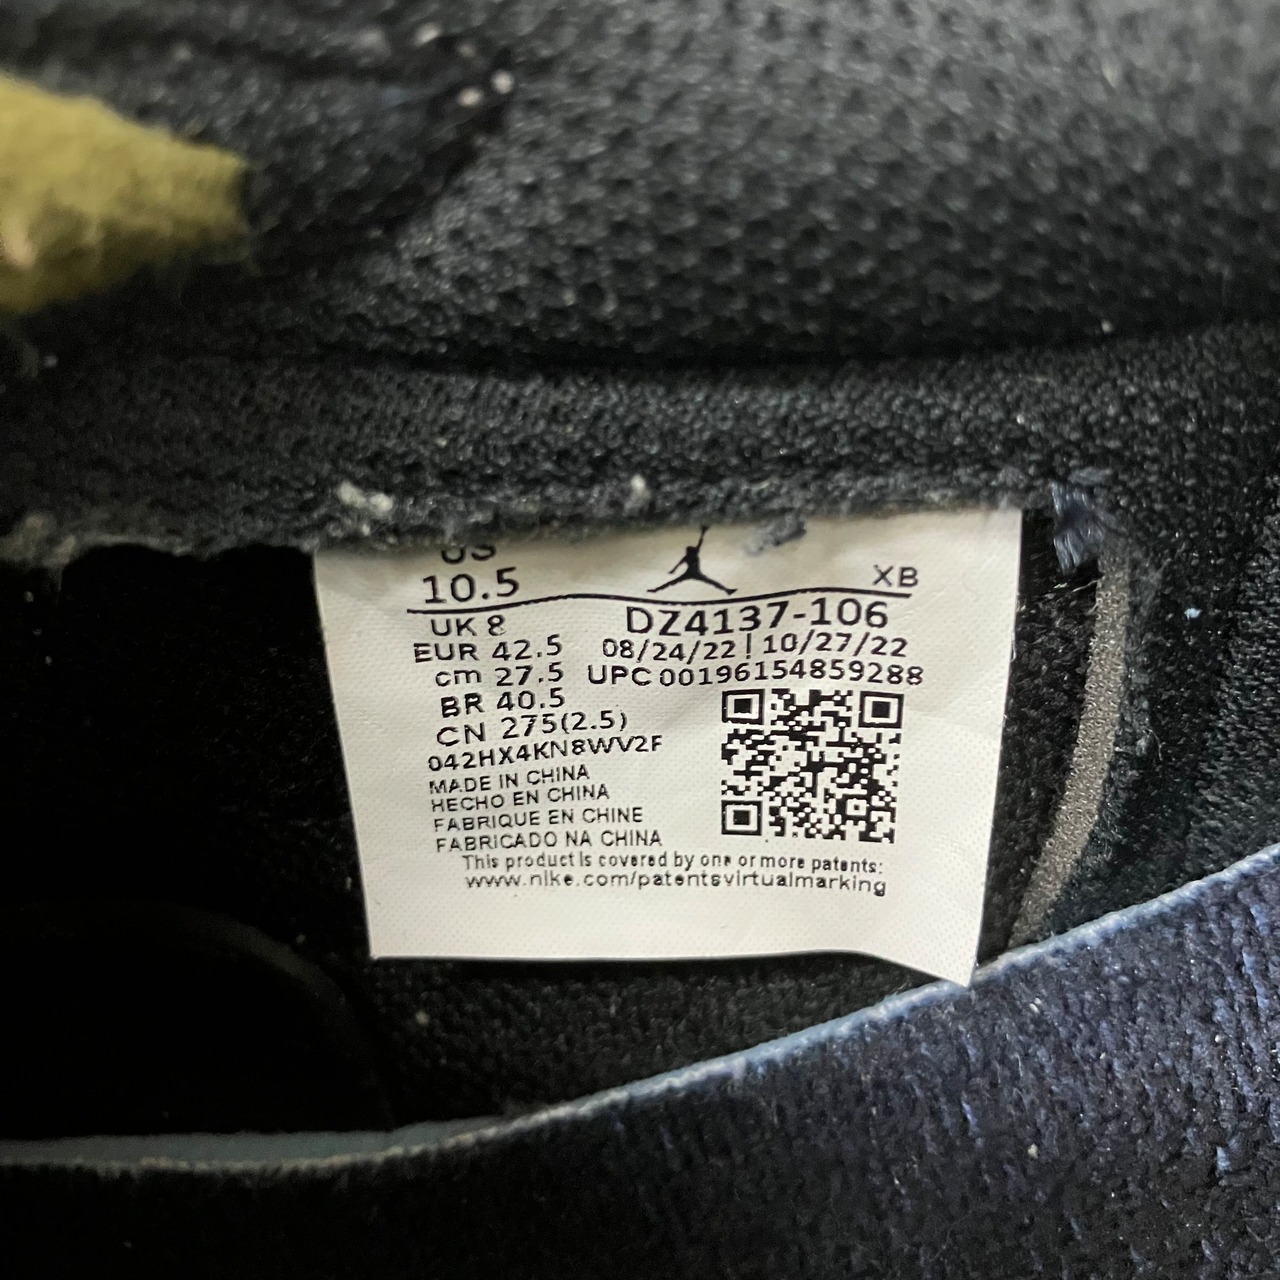 US
10.5
XB
UK 8
DZ4137-106
EUR 42.5
08/24/22 | 10/27/22
cm 27.5
UPC 00196154859288
BR 40.5
CN 275(2.5)
042HX4KN8WV2F
MADE IN CHINA
HECHO EN CHINA
FABRIQUE EN CHINE
FABRICADO NA CHINA
This product is covered by one or more patents:
www.nike.com/patentsvirtualmarking